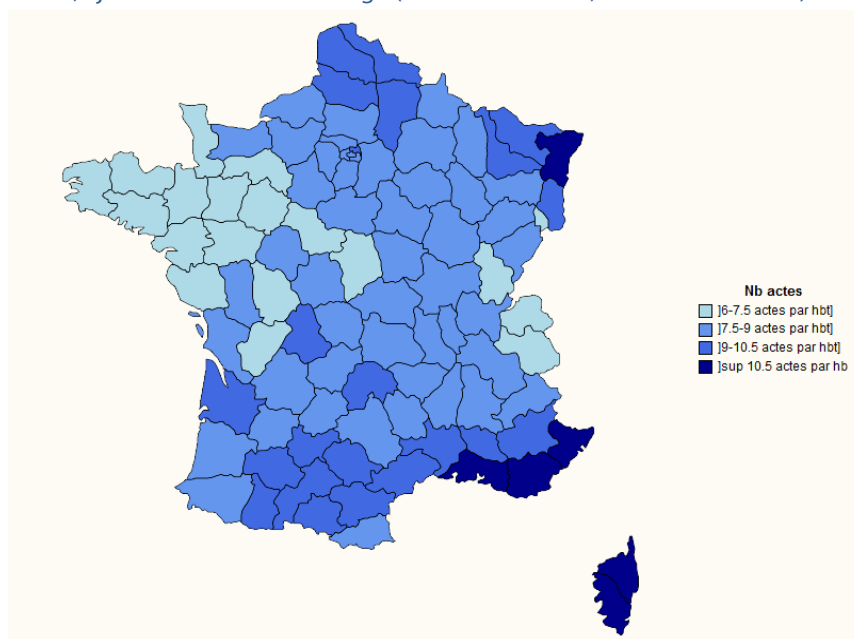 Nb actes
]6-7.5 actes par hbt]
]7.5-9 actes par hbt]
]9-10.5 actes par hbt]
]sup 10.5 actes par hb